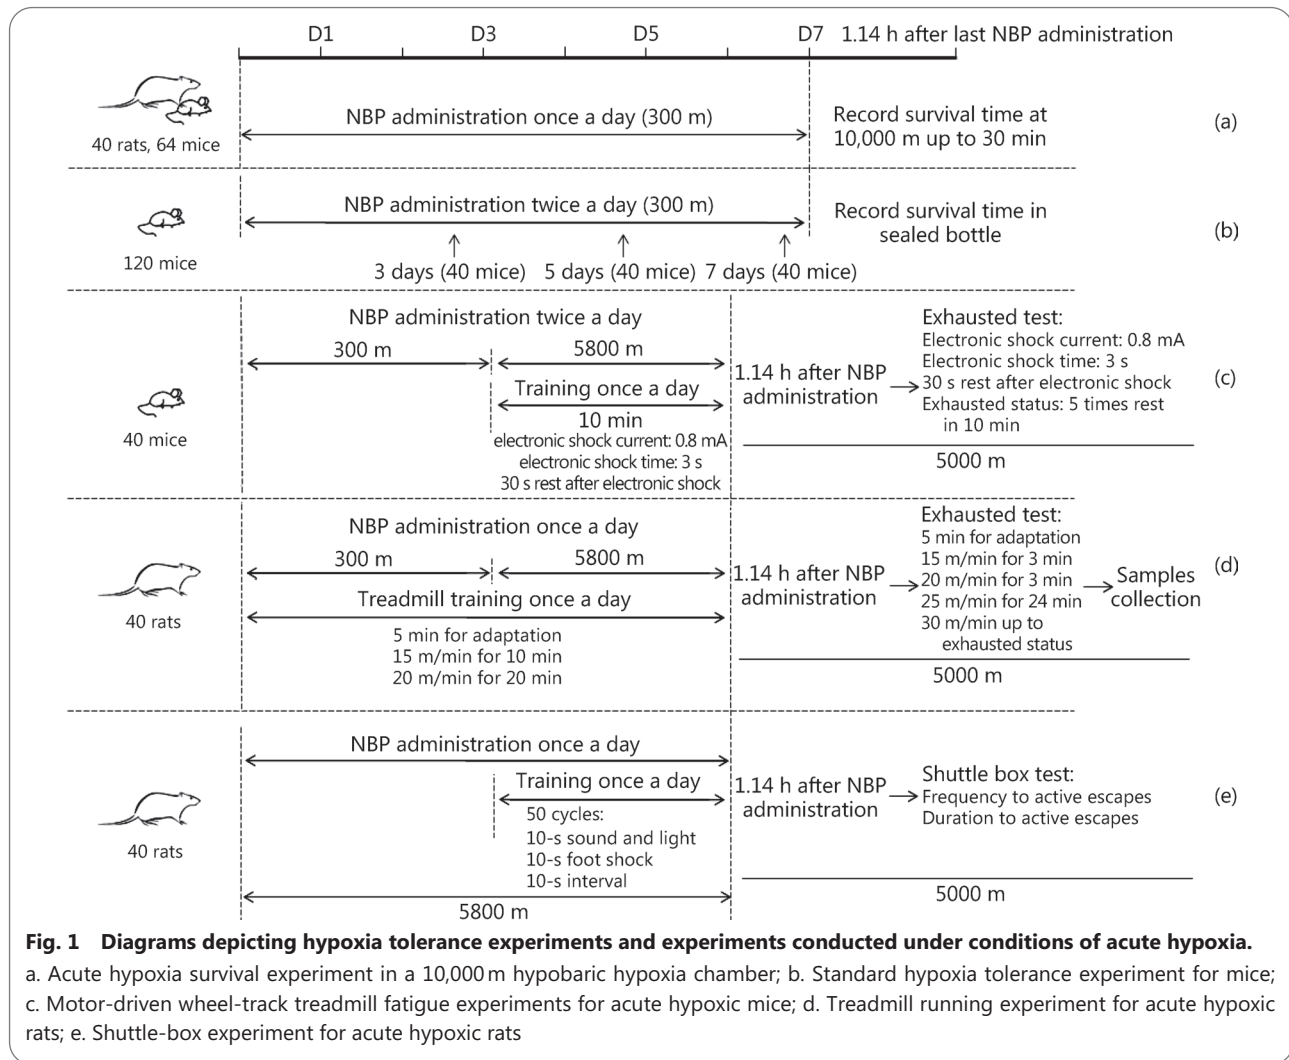 D1 D3 D5 D7 1.14 h after last NBP administration
NBP administration once a day (300 m)
Record survival time at
10,000 m up to 30 min
(a)
40 rats, 64 mice
NBP administration twice a day (300 m)
Record survival time in
sealed bottle
(b)
120 mice
3 days (40 mice) 5 days (40 mice) 7 days (40 mice)
NBP administration twice a day
300 m 5800 m
Training once a day
10 min
electronic shock current: 0.8 mA
electronic shock time: 3 s
30 s rest after electronic shock
40 mice
1.14 h after NBP
administration
Exhausted test:
Electronic shock current: 0.8 mA
Electronic shock time: 3 s
30 s rest after electronic shock
Exhausted status: 5 times rest
in 10 min
5000 m
(c)
NBP administration once a day
300 m 5800 m
Treadmill training once a day
5 min for adaptation
15 m/min for 10 min
20 m/min for 20 min
40 rats
1.14 h after NBP
administration
Exhausted test:
5 min for adaptation
15 m/min for 3 min
20 m/min for 3 min
25 m/min for 24 min
30 m/min up to
exhausted status
Samples
collection
5000 m
(d)
NBP administration once a day
Training once a day
50 cycles:
10-s sound and light
10-s foot shock
10-s interval
5800 m
40 rats
1.14 h after NBP
administration
Shuttle box test:
Frequency to active escapes
Duration to active escapes
5000 m
(e)
Fig. 1 Diagrams depicting hypoxia tolerance experiments and experiments conducted under conditions of acute hypoxia.
a. Acute hypoxia survival experiment in a 10,000 m hypobaric hypoxia chamber; b. Standard hypoxia tolerance experiment for mice;
c. Motor-driven wheel-track treadmill fatigue experiments for acute hypoxic mice; d. Treadmill running experiment for acute hypoxic
rats; e. Shuttle-box experiment for acute hypoxic rats